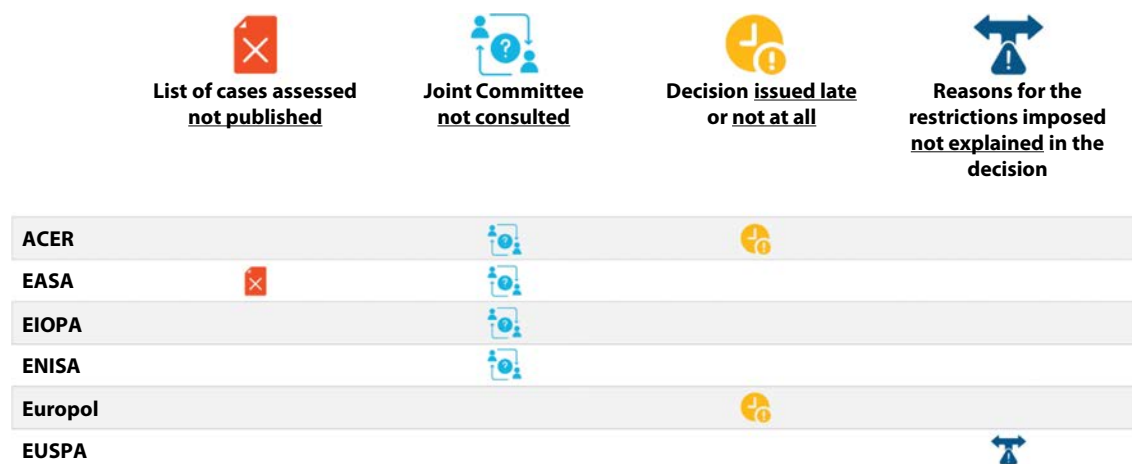 List of cases assessed
not published
Joint Committee
not consulted
Decision issued late
or not at all
Reasons for the
restrictions imposed
not explained in the
decision
ACER
EASA
EIOPA
ENISA
Europol
EUSPA